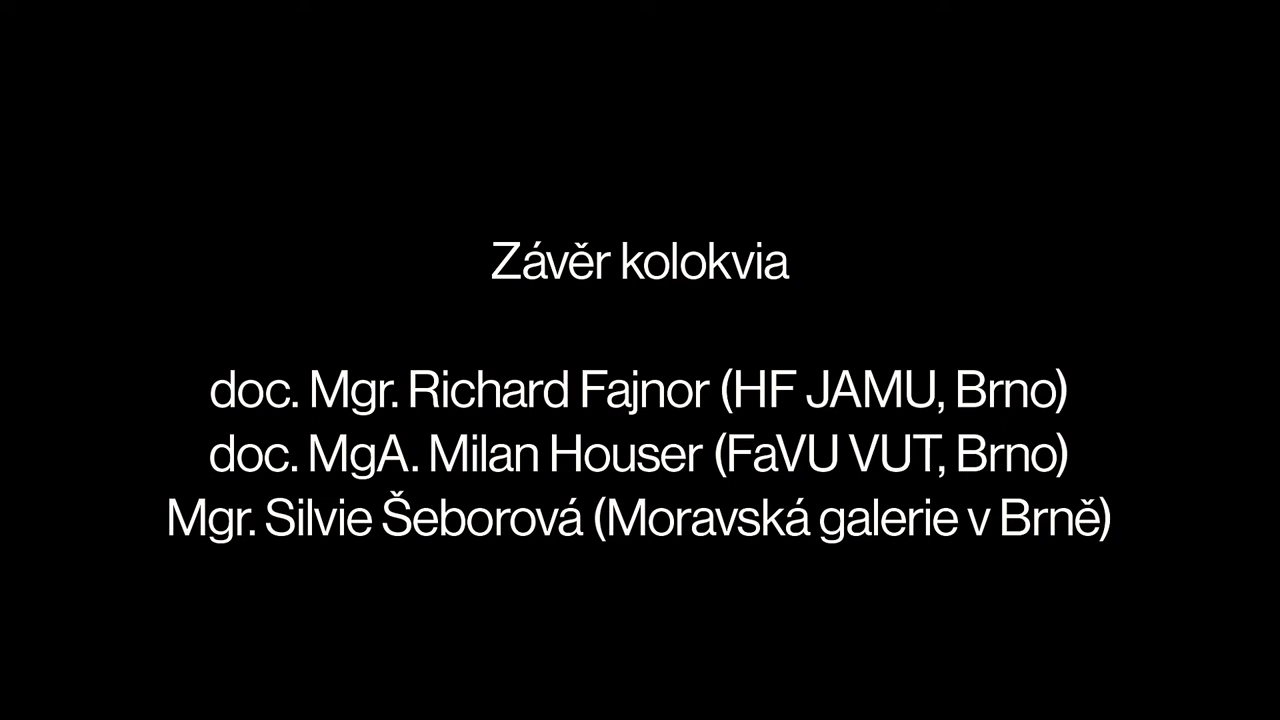 Závěr kolokvia
doc. Mgr. Richard Fajnor (HF JAMU, Brno)
doc. MgA. Milan Houser (FaVU VUT, Brno)
Mgr. Silvie Šeborová (Moravská galerie v Brně)